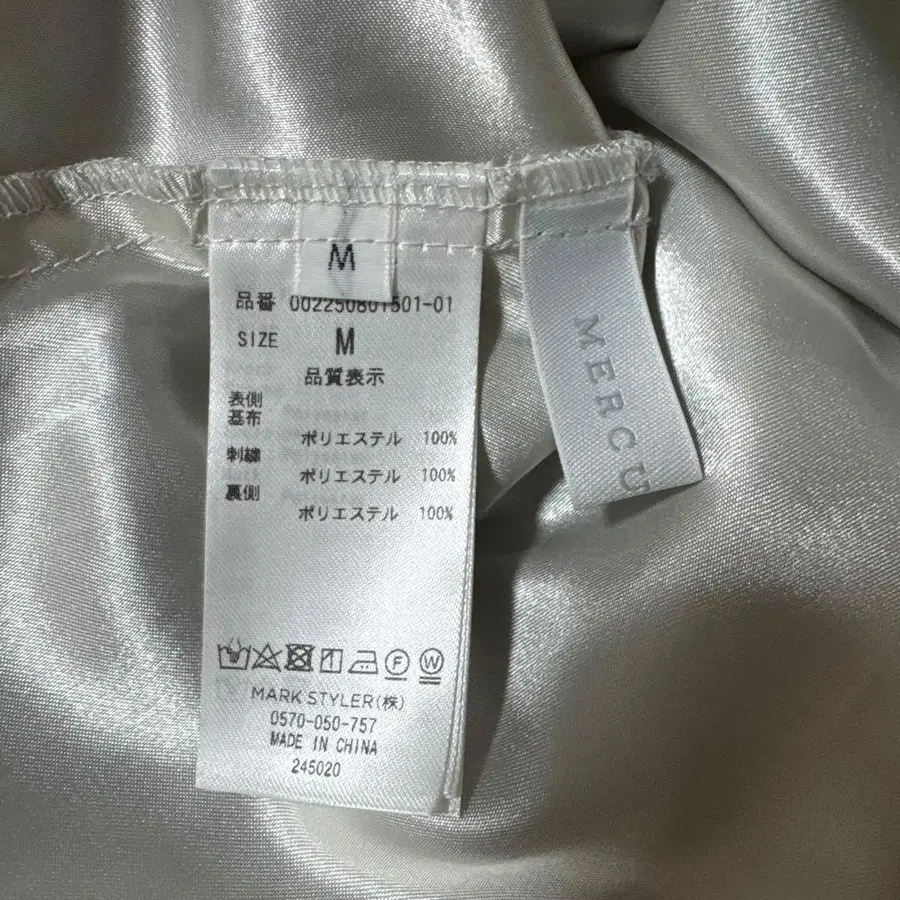 M
品番 002250801501-01
SIZE M
品質表示
表側
基布 ポリエステル 100%
刺繍 ポリエステル 100%
裏側 ポリエステル 100%
F W
MARK STYLER(株)
0570-050-757
MADE IN CHINA
245020
MERCU